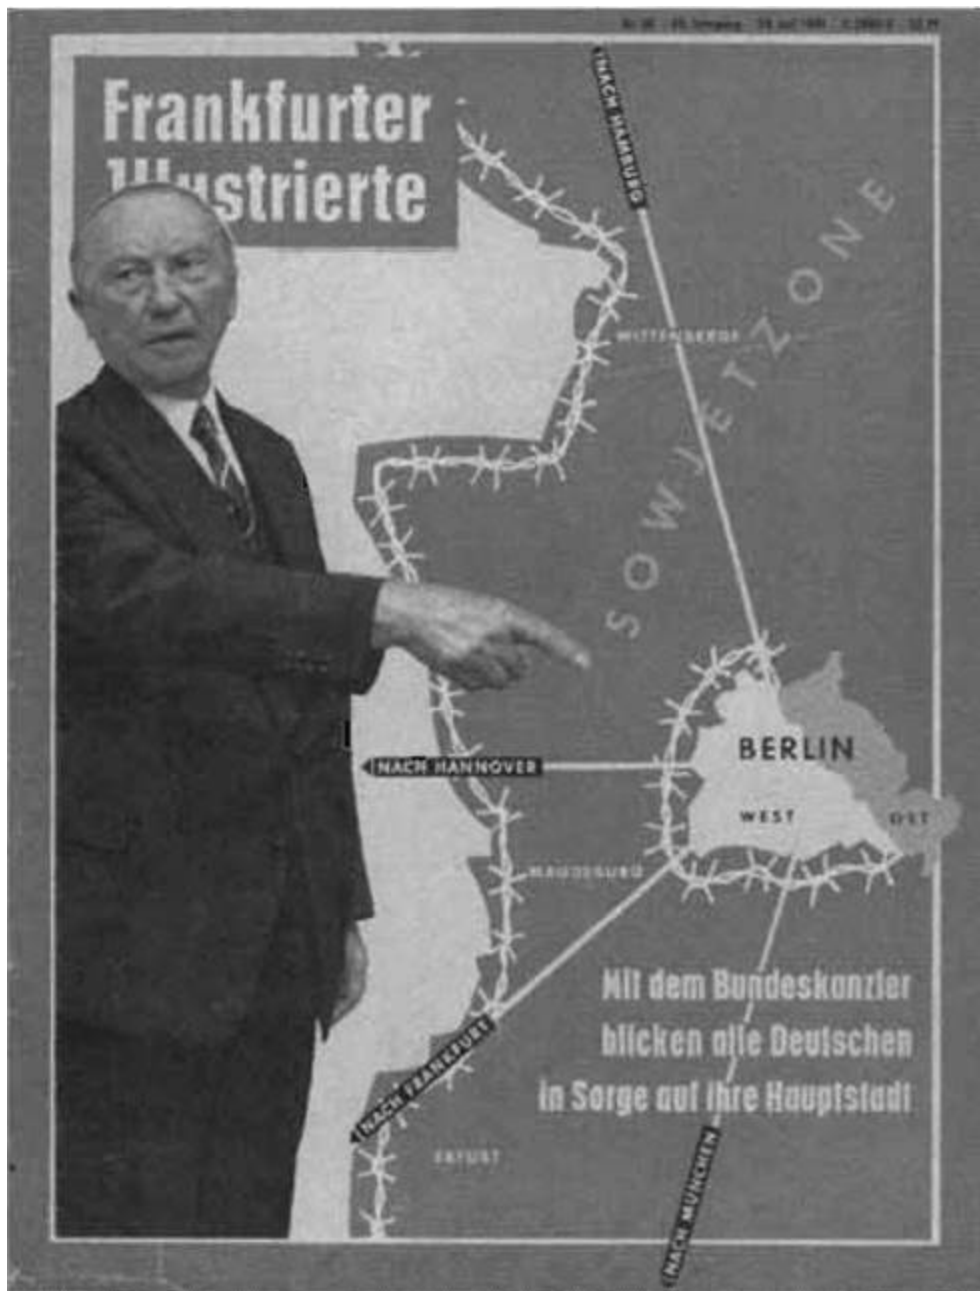 Frankfurter
Illustrierte
NACH HAMBURG
WITTENBERGE
SOWJETZONE
BERLIN
NACH HANNOVER
WEST
OST
MAGDEBURG
Mit dem Bundeskanzler
blicken alle Deutschen
in Sorge auf ihre Hauptstadt
NACH FRANKFURT
ERFURT
NACH MÜNCHEN